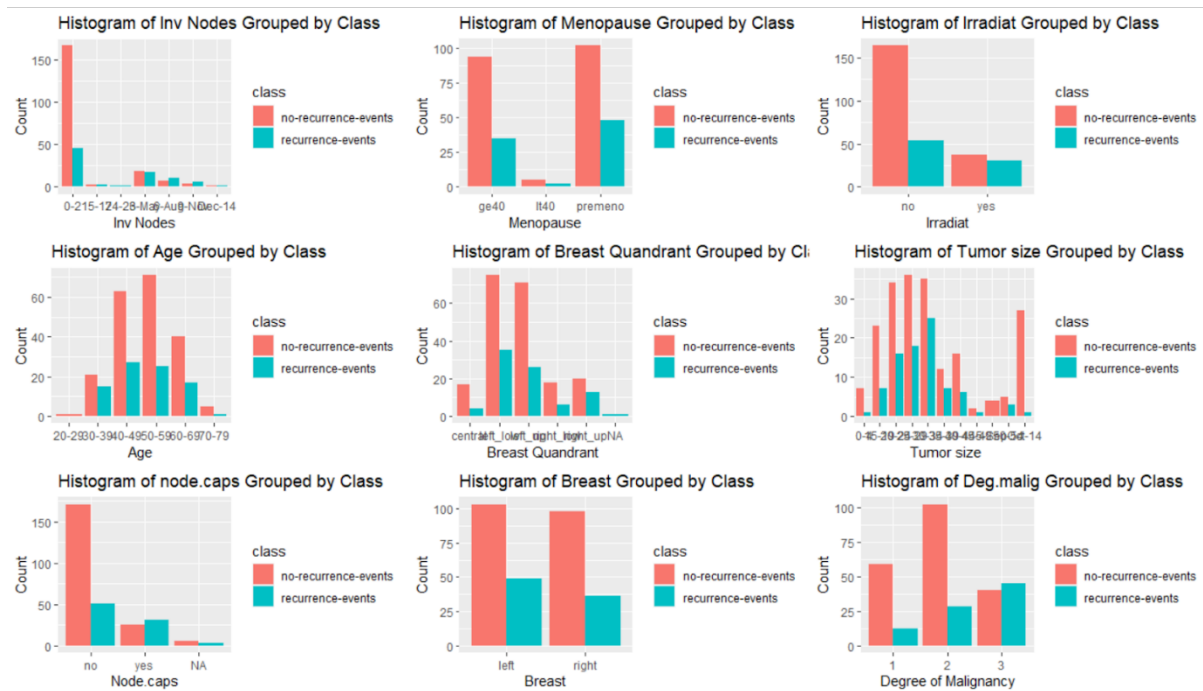 Histogram of Inv Nodes Grouped by Class
Count
150
100
50
0
Inv Nodes
class
no-recurrence-events
recurrence-events
Histogram of Menopause Grouped by Class
Count
100
75
50
25
0
ge40 lt40 premeno
Menopause
class
no-recurrence-events
recurrence-events
Histogram of Irradiat Grouped by Class
Count
150
100
50
0
no yes
Irradiat
class
no-recurrence-events
recurrence-events
Histogram of Age Grouped by Class
Count
60
40
20
0
20-29 30-39 40-49 50-59 60-69 70-79
Age
class
no-recurrence-events
recurrence-events
Histogram of Breast Quandrant Grouped by Cl
Count
60
40
20
0
central left_low left_up right_low right_up NA
Breast Quandrant
class
no-recurrence-events
recurrence-events
Histogram of Tumor size Grouped by Class
Count
30
20
10
0
Tumor size
class
no-recurrence-events
recurrence-events
Histogram of node.caps Grouped by Class
Count
150
100
50
0
no yes NA
Node.caps
class
no-recurrence-events
recurrence-events
Histogram of Breast Grouped by Class
Count
100
75
50
25
0
left right
Breast
class
no-recurrence-events
recurrence-events
Histogram of Deg.malig Grouped by Class
Count
100
75
50
25
0
1 2 3
Degree of Malignancy
class
no-recurrence-events
recurrence-events